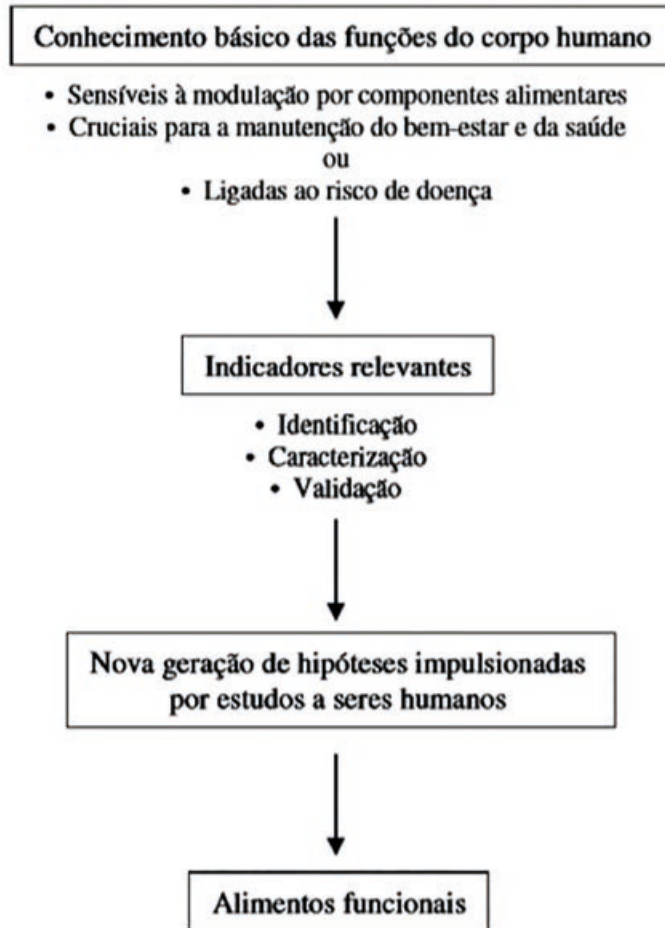 Conhecimento básico das funções do corpo humano
• Sensíveis à modulação por componentes alimentares
• Cruciais para a manutenção do bem-estar e da saúde
ou
• Ligadas ao risco de doença
Indicadores relevantes
• Identificação
• Caracterização
• Validação
Nova geração de hipóteses impulsionadas
por estudos a seres humanos
Alimentos funcionais